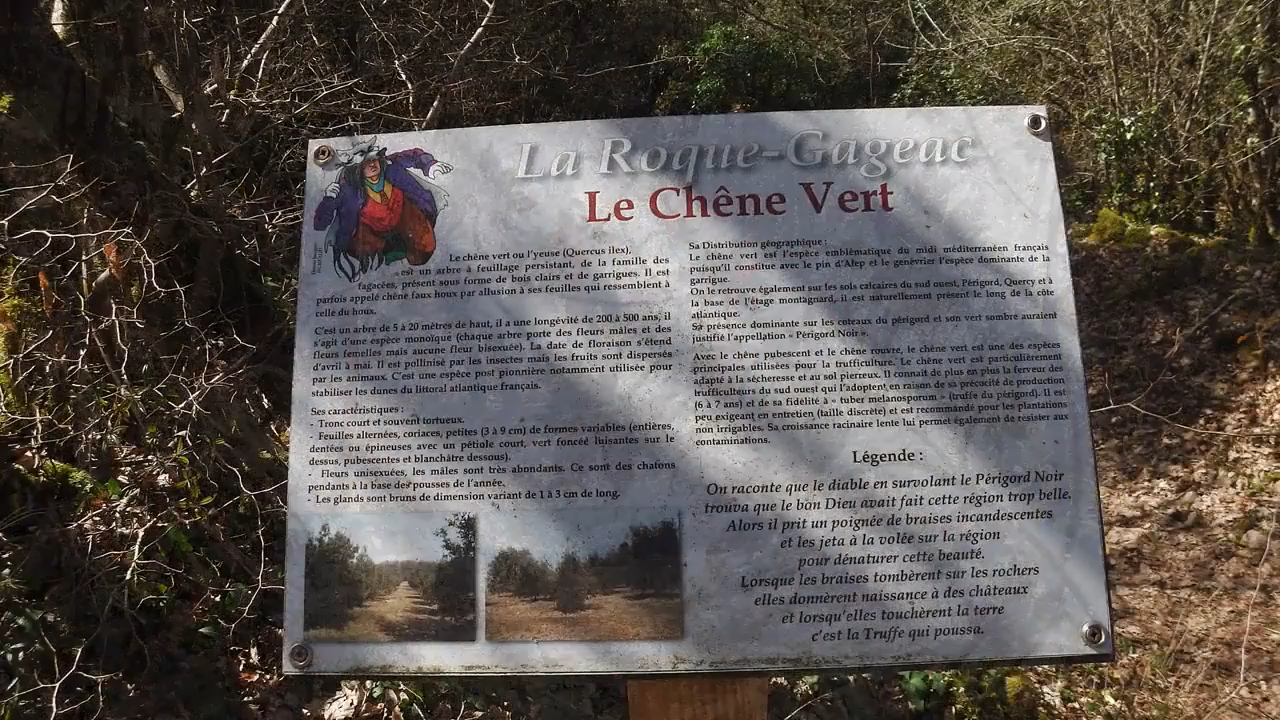 La Roque-Gageac
Le Chêne Vert
Le chêne vert ou l'yeuse (Quercus ilex),
est un arbre à feuillage persistant, de la famille des
fagacées, présent sous forme de bois clairs et de garrigues. Il est
parfois appelé chêne faux houx par allusion à ses feuilles qui ressemblent à
celle du houx.
C'est un arbre de 5 à 20 mètres de haut, il a une longévité de 200 à 500 ans, il
s'agit d'une espèce monoïque (chaque arbre porte des fleurs mâles et des
fleurs femelles mais aucune fleur bisexuée). La date de floraison s'étend
d'avril à mai. Il est pollinisé par les insectes mais les fruits sont dispersés
par les animaux. C'est une espèce post pionnière notamment utilisée pour
stabiliser les dunes du littoral atlantique français.
Ses caractéristiques :
- Tronc court et souvent tortueux.
- Feuilles alternées, coriaces, petites (3 à 9 cm) de formes variables (entières,
dentées ou épineuses avec un pétiole court, vert foncéé luisantes sur le
dessus, pubescentes et blanchâtre dessous).
- Fleurs unisexuées, les mâles sont très abondants. Ce sont des chatons
pendants à la base des pousses de l'année.
- Les glands sont bruns de dimension variant de 1 à 3 cm de long.
Sa Distribution géographique :
Le chêne vert est l'espèce emblématique du midi méditerranéen français
puisqu'il constitue avec le pin d'Alep et le genévrier l'espèce dominante de la
garrigue.
On le retrouve également sur les sols calcaires du sud ouest, Périgord, Quercy et à
la base de l'étage montagnard, il est naturellement présent le long de la côte
atlantique.
Sa présence dominante sur les coteaux du périgord et son vert sombre auraient
justifié l'appellation « Périgord Noir ».
Avec le chêne pubescent et le chêne rouvre, le chêne vert est une des espèces
principales utilisées pour la trufficulture. Le chêne vert est particulièrement
adapté à la sécheresse et au sol pierreux. Il connaît de plus en plus la ferveur des
trufficulteurs du sud ouest qui l'adoptent, en raison de sa précocité de production
(6 à 7 ans) et de sa fidélité à « tuber melanosporum » (truffe du périgord). Il est
peu exigeant en entretien (taille discrète) et est recommandé pour les plantations
non irrigables. Sa croissance racinaire lente lui permet également de résister aux
contaminations.
Légende :
On raconte que le diable en survolant le Périgord Noir
trouva que le bon Dieu avait fait cette région trop belle.
Alors il prit un poignée de braises incandescentes
et les jeta à la volée sur la région
pour dénaturer cette beauté.
Lorsque les braises tombèrent sur les rochers
elles donnèrent naissance à des châteaux
et lorsqu'elles touchèrent la terre
c'est la Truffe qui poussa.